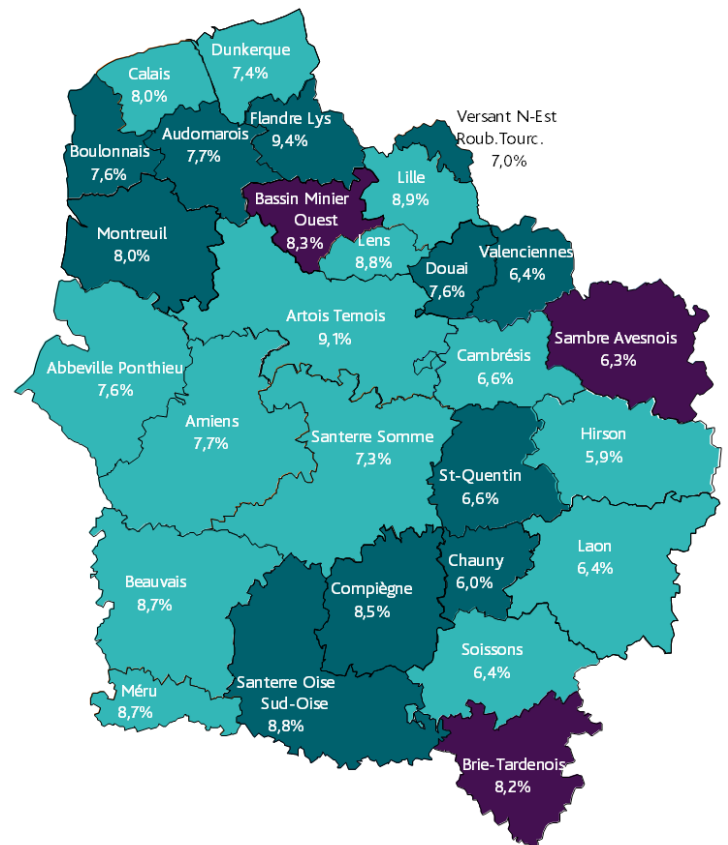 Dunkerque
7,4%
Calais
8,0%
Versant N-Est
Roub.Tourc.
7,0%
Flandre Lys
9,4%
Audomarois
7,7%
Boulonnais
7,6%
Lille
8,9%
Bassin Minier
Ouest
8,3%
Montreuil
8,0%
Lens
8,8%
Douai
7,6%
Valenciennes
6,4%
Artois Ternois
9,1%
Sambre Avesnois
6,3%
Cambrésis
6,6%
Abbeville Ponthieu
7,6%
Amiens
7,7%
Santerre Somme
7,3%
Hirson
5,9%
St-Quentin
6,6%
Laon
6,4%
Chauny
6,0%
Beauvais
8,7%
Compiègne
8,5%
Soissons
6,4%
Santerre Oise
Sud-Oise
8,8%
Méru
8,7%
Brie-Tardenois
8,2%